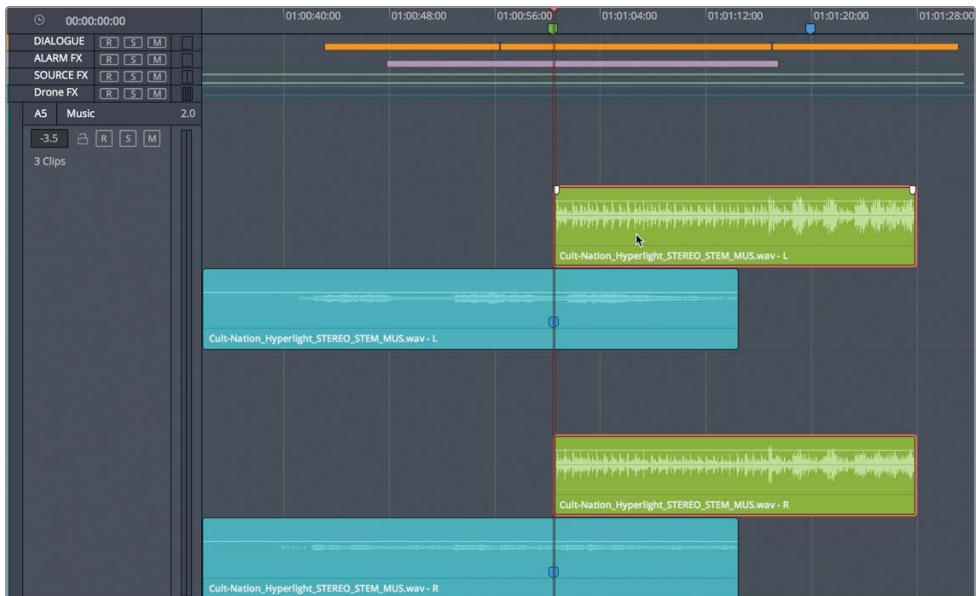 00:00:00:00
01:00:40:00 01:00:48:00 01:00:56:00 01:01:04:00 01:01:12:00 01:01:20:00 01:01:28:00
DIALOGUE R S M
ALARM FX R S M
SOURCE FX R S M
Drone FX R S M
A5 Music 2.0
-3.5 R S M
3 Clips
Cult-Nation_Hyperlight_STEREO_STEM_MUS.wav - L
Cult-Nation_Hyperlight_STEREO_STEM_MUS.wav - L
Cult-Nation_Hyperlight_STEREO_STEM_MUS.wav - R
Cult-Nation_Hyperlight_STEREO_STEM_MUS.wav - R